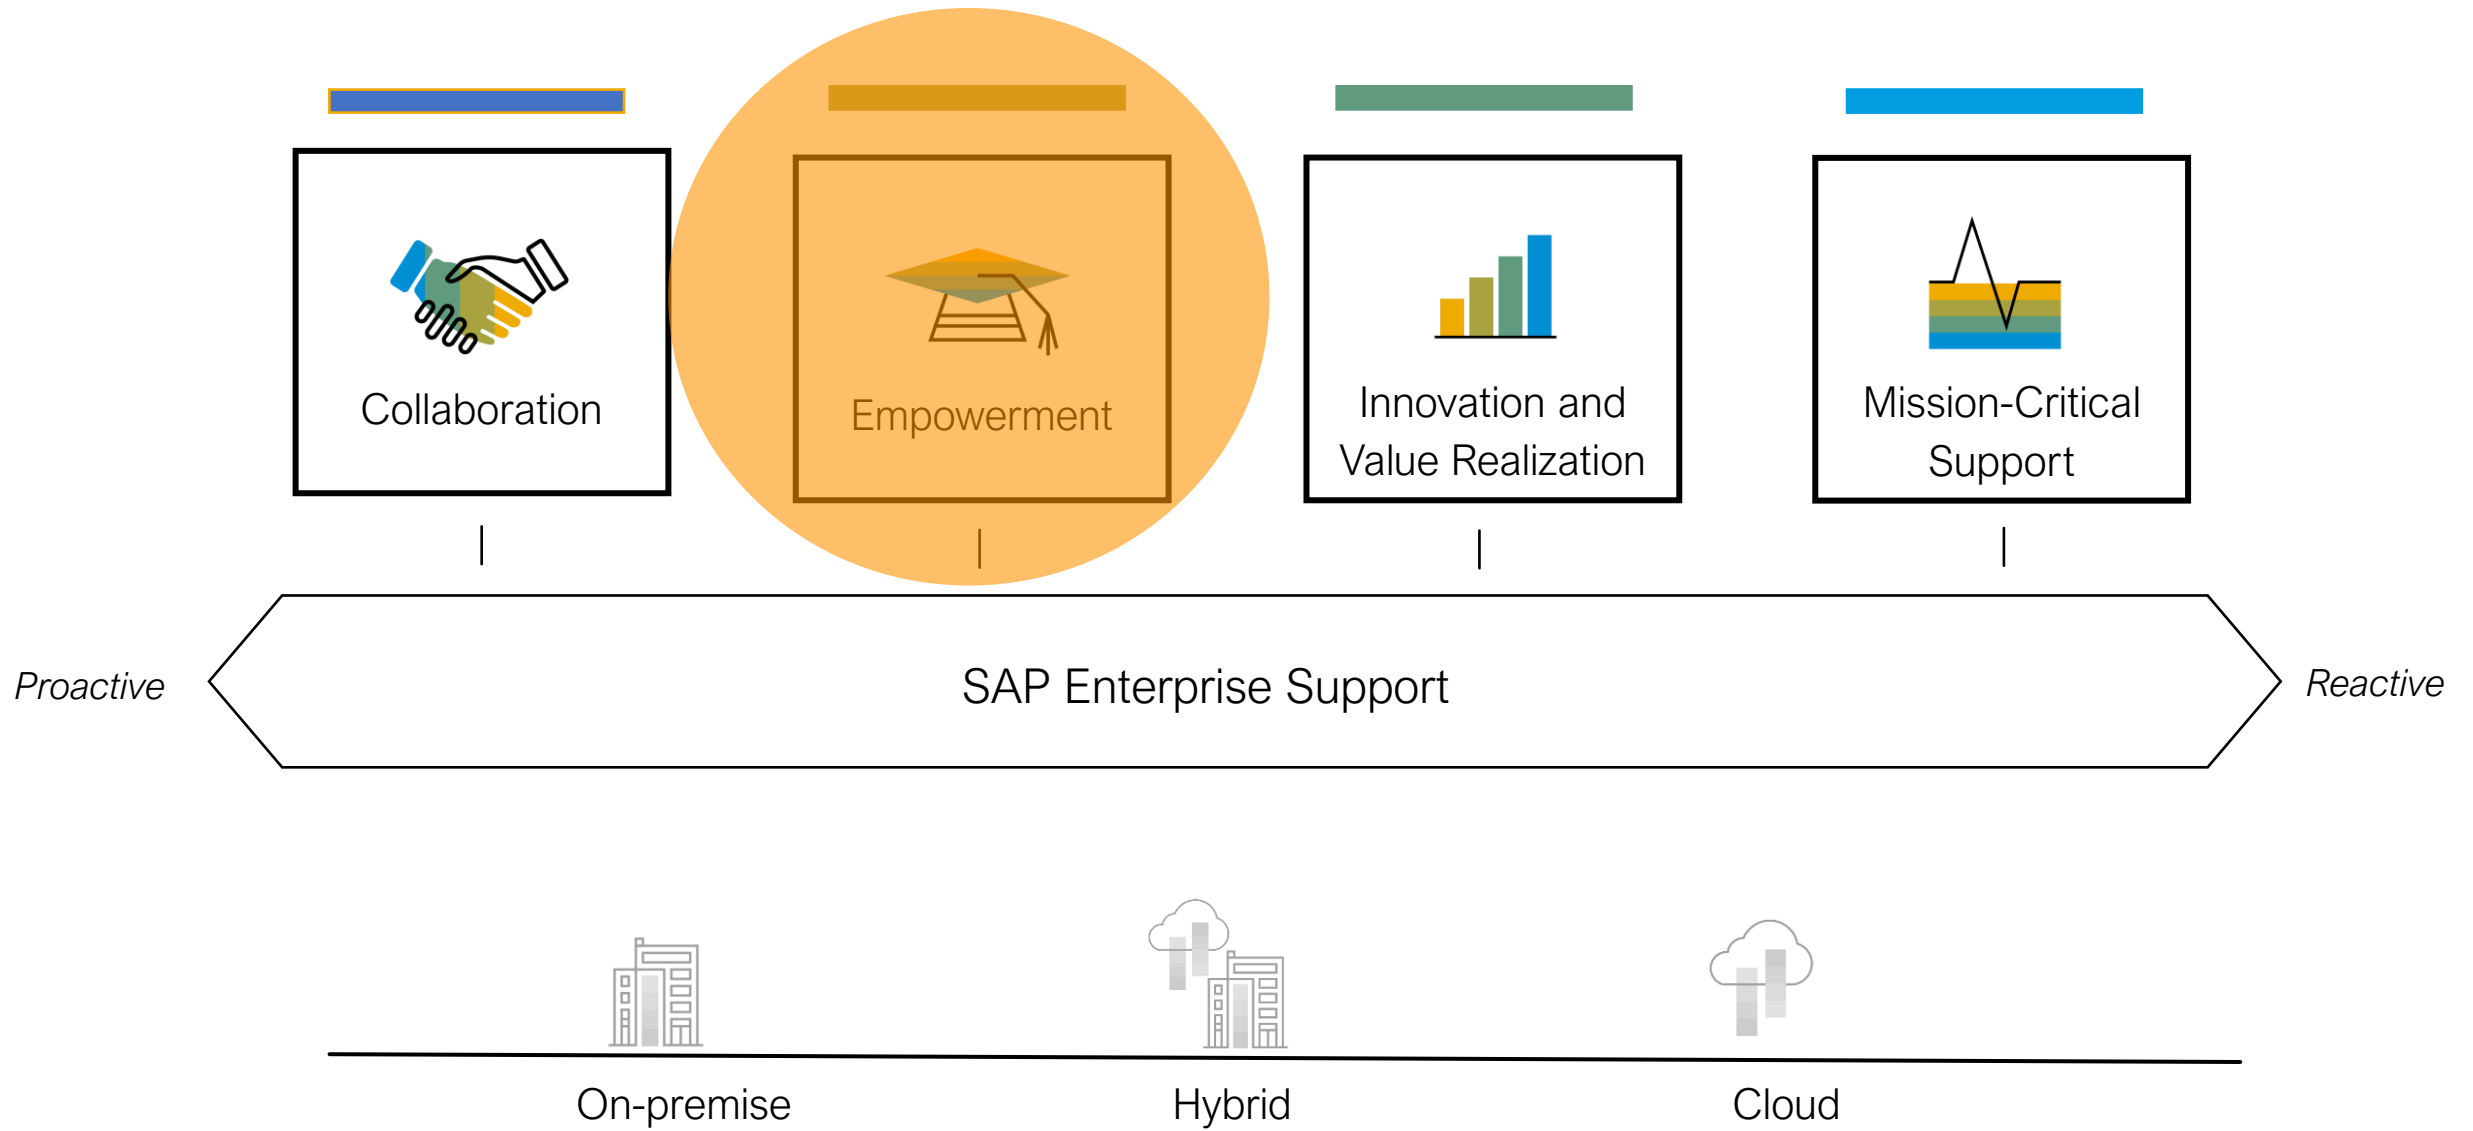 Collaboration
Empowerment
Innovation and
Value Realization
Mission-Critical
Support
Proactive
SAP Enterprise Support
Reactive
On-premise
Hybrid
Cloud